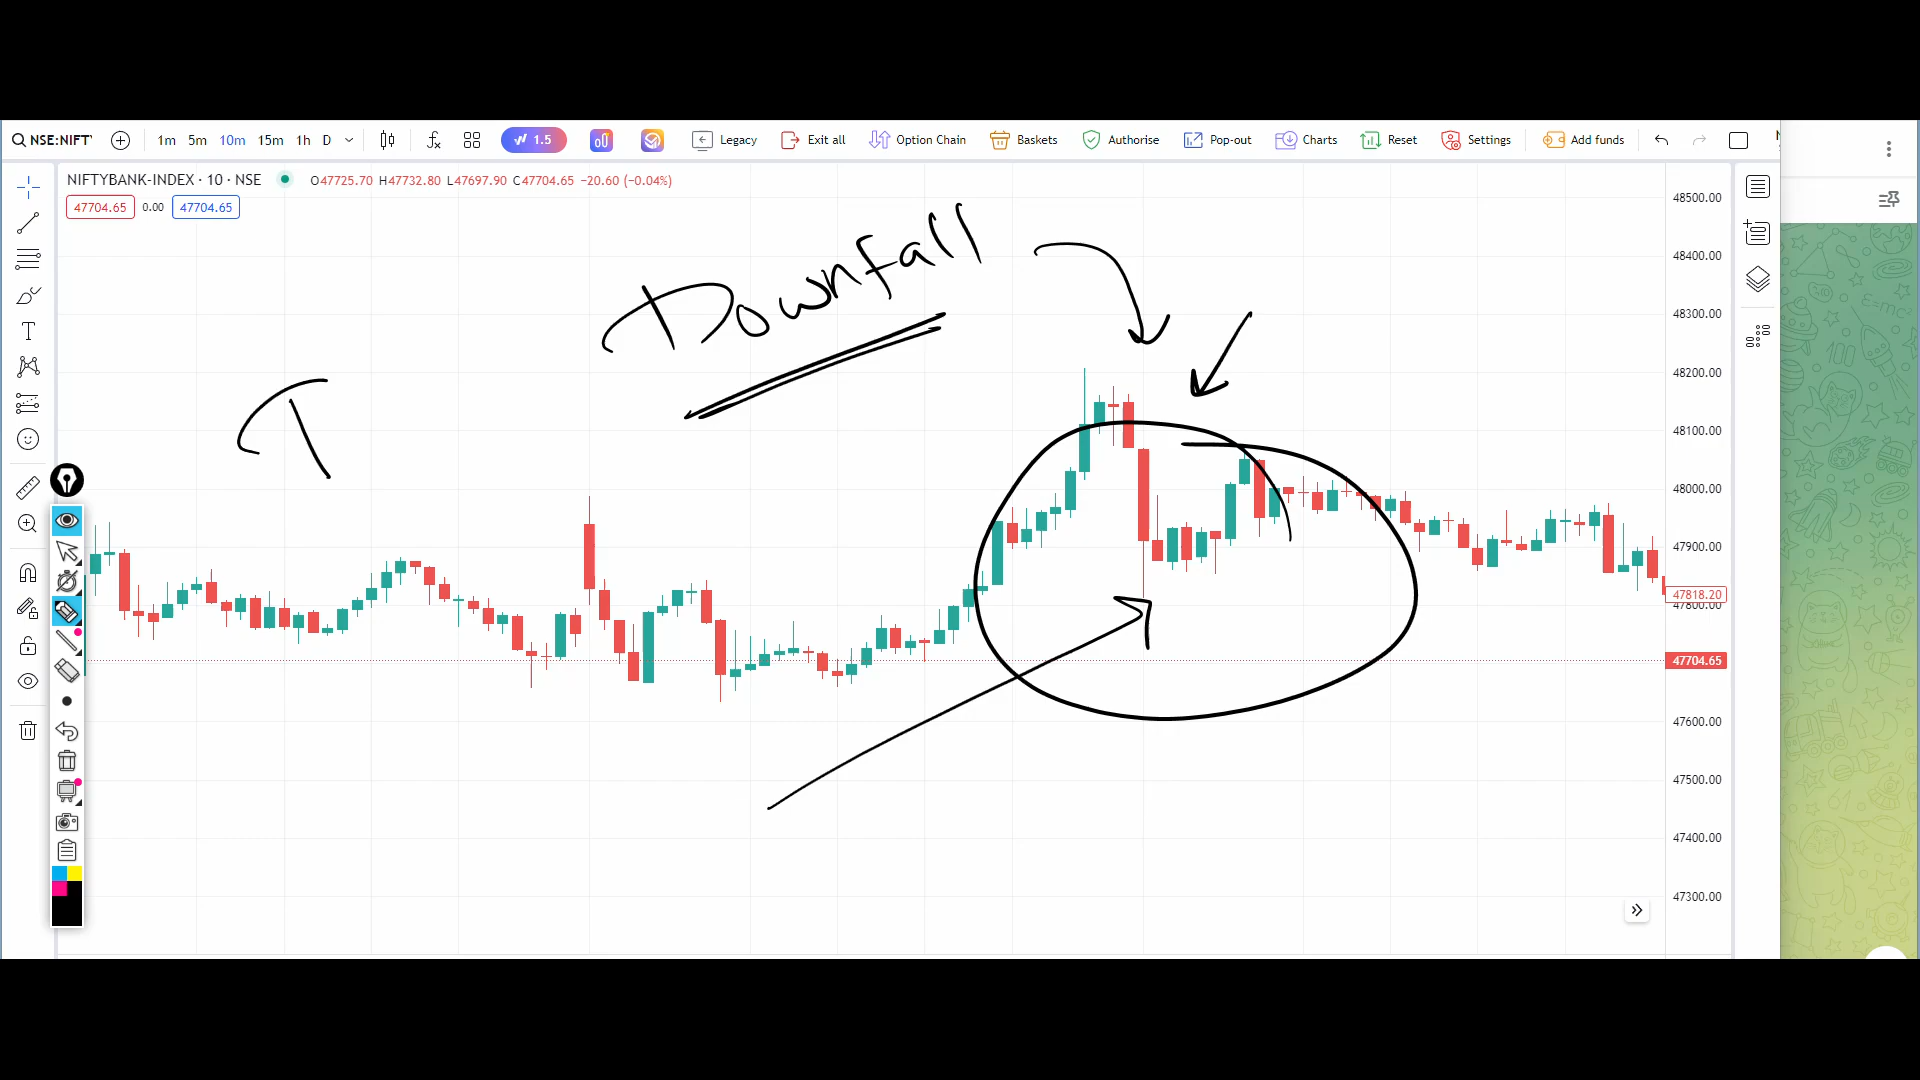 NSE:NIFTY 1m 5m 10m 15m 1h D 1.5 Legacy Exit all Option Chain Baskets Authorise Pop-out Charts Reset Settings Add funds
NIFTYBANK-INDEX · 10 · NSE O47725.70 H47732.80 L47697.90 C47704.65 −20.60 (−0.04%)
47704.65 0.00 47704.65
Downfall
T
48500.00
48400.00
48300.00
48200.00
48100.00
48000.00
47900.00
47818.20
47800.00
47704.65
47600.00
47500.00
47400.00
47300.00